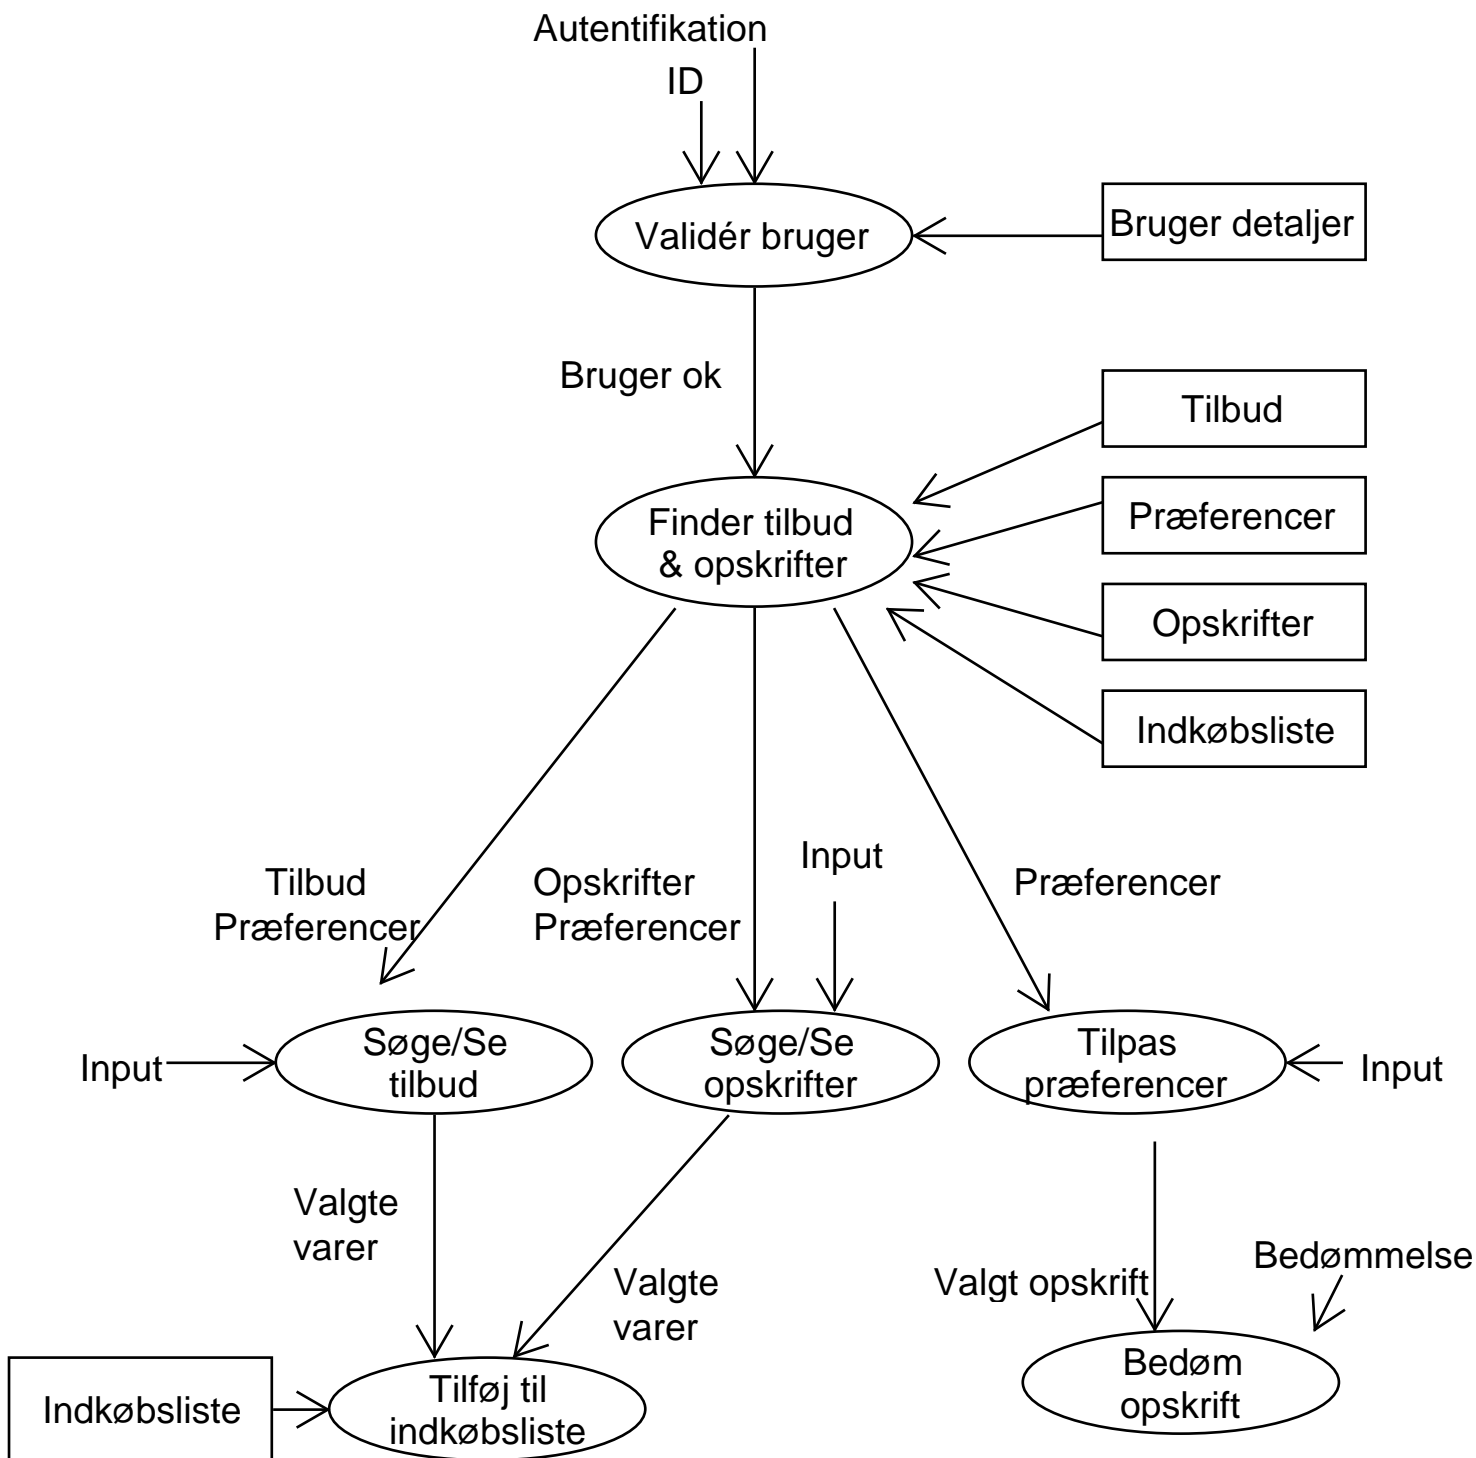 Autentifikation
ID
Validér bruger
Bruger detaljer
Bruger ok
Tilbud
Finder tilbud
& opskrifter
Præferencer
Opskrifter
Indkøbsliste
Input
Tilbud
Præferencer
Opskrifter
Præferencer
Præferencer
Input
Søge/Se
tilbud
Søge/Se
opskrifter
Tilpas
præferencer
Input
Valgte
varer
Valgte
varer
Valgt opskrift
Bedømmelse
Indkøbsliste
Tilføj til
indkøbsliste
Bedøm
opskrift